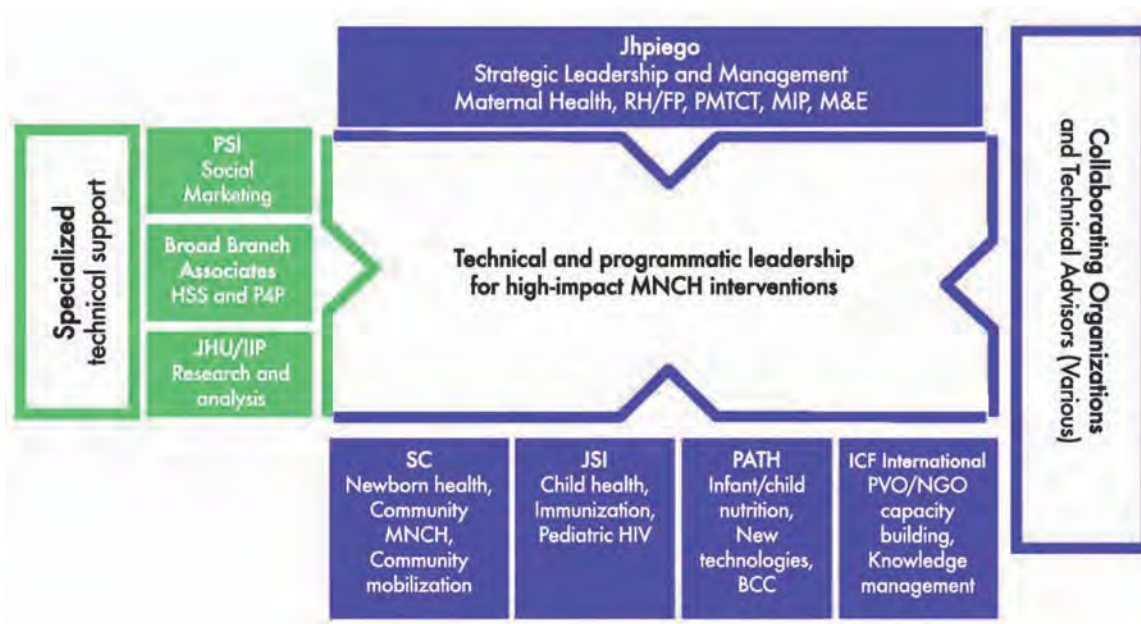 Jhpiego
Strategic Leadership and Management
Maternal Health, RH/FP, PMTCT, MIP, M&E
Specialized
technical support
PSI
Social
Marketing
Broad Branch
Associates
HSS and P4P
JHU/IIP
Research and
analysis
Technical and programmatic leadership
for high-impact MNCH interventions
Collaborating Organizations
and Technical Advisors (Various)
SC
Newborn health,
Community
MNCH,
Community
mobilization
JSI
Child health,
Immunization,
Pediatric HIV
PATH
Infant/child
nutrition,
New
technologies,
BCC
ICF International
PVO/NGO
capacity
building,
Knowledge
management